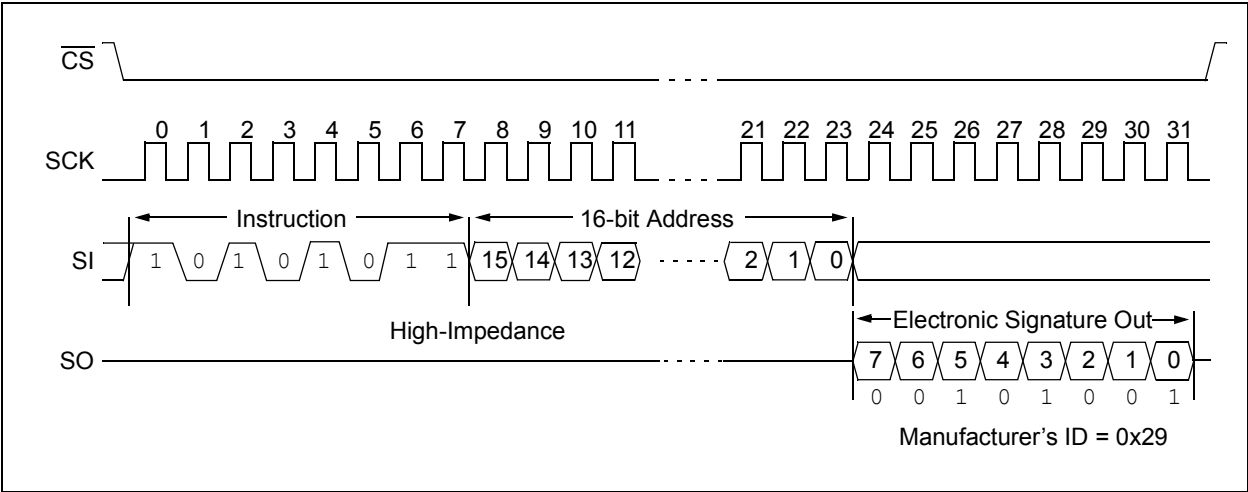 CS
0 1 2 3 4 5 6 7 8 9 10 11 21 22 23 24 25 26 27 28 29 30 31
SCK
Instruction 16-bit Address
SI 1 0 1 0 1 0 1 1 15 14 13 12 2 1 0
High-Impedance Electronic Signature Out
SO 7 6 5 4 3 2 1 0
0 0 1 0 1 0 0 1
Manufacturer’s ID = 0x29